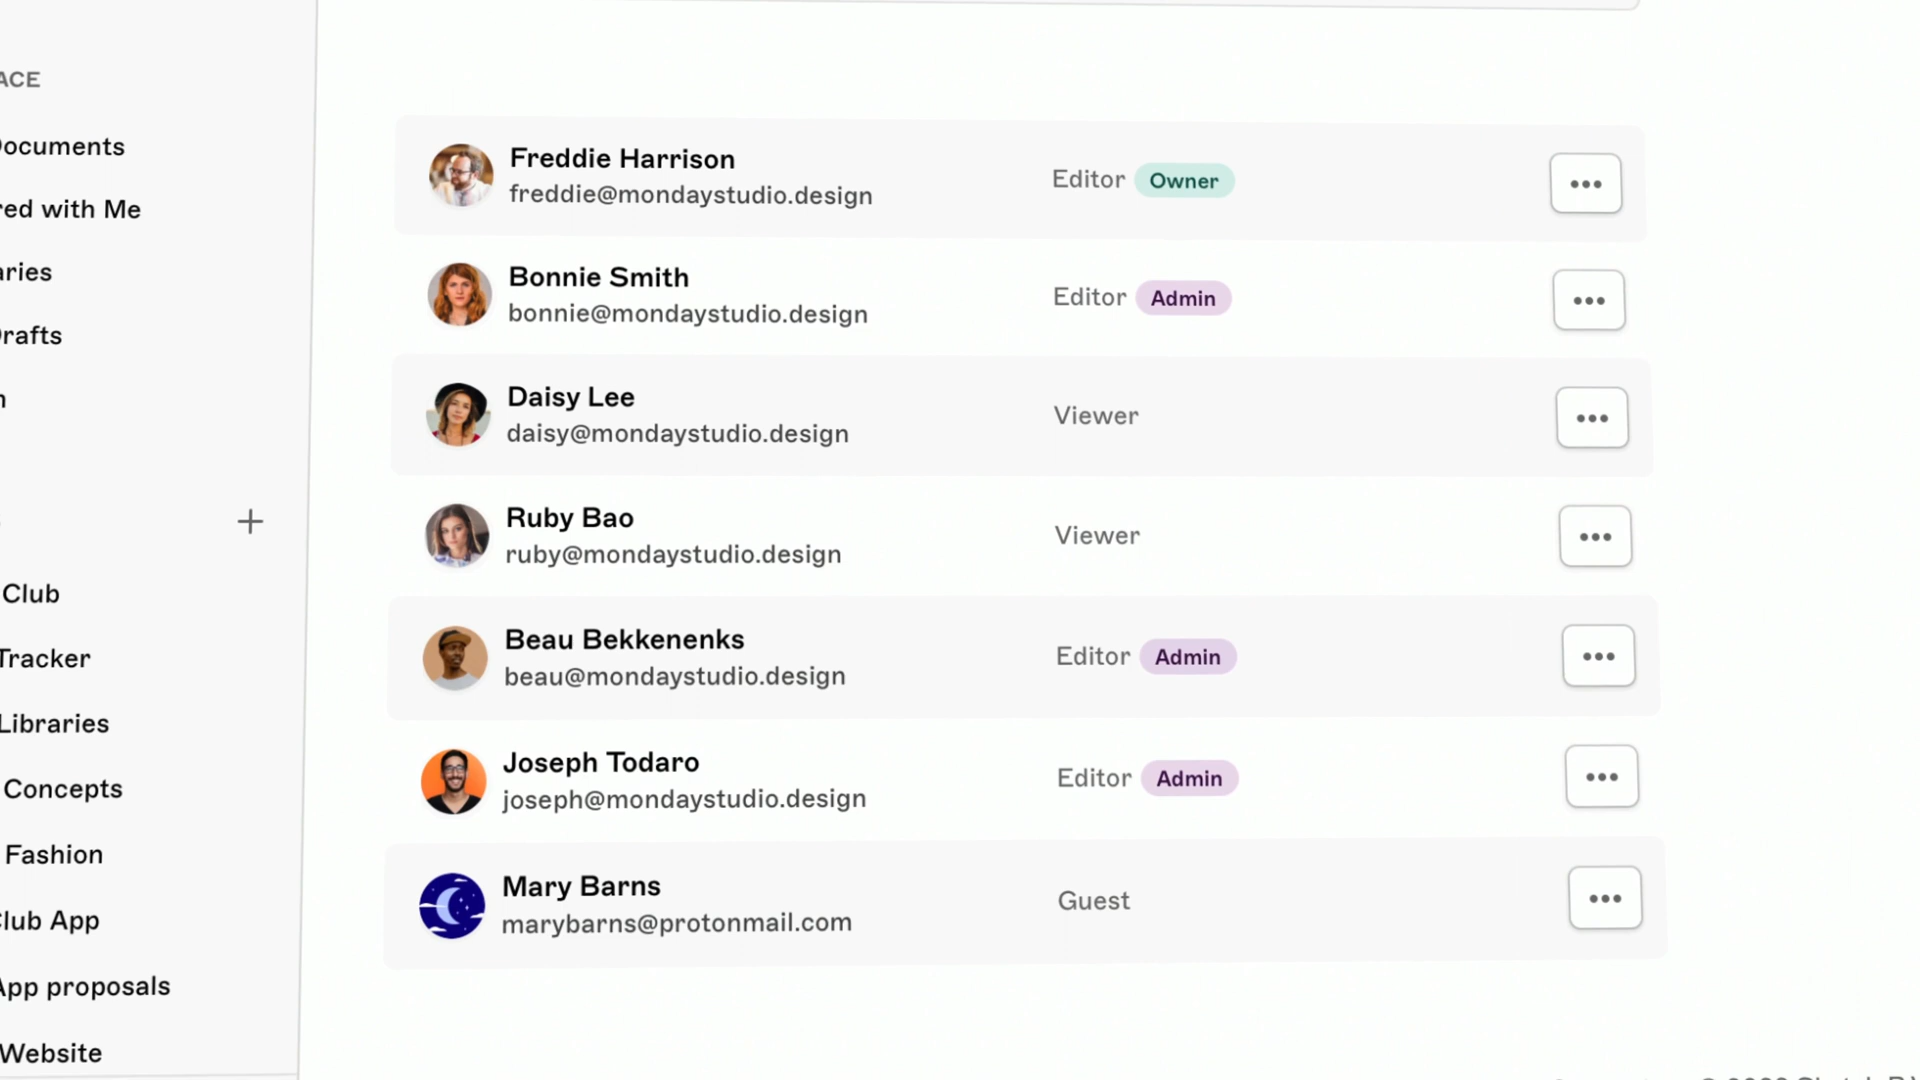 ACE
Documents
red with Me
aries
Drafts
Club
Tracker
Libraries
Concepts
Fashion
Club App
App proposals
Website
Freddie Harrison
freddie@mondaystudio.design
Editor Owner
Bonnie Smith
bonnie@mondaystudio.design
Editor Admin
Daisy Lee
daisy@mondaystudio.design
Viewer
Ruby Bao
ruby@mondaystudio.design
Viewer
Beau Bekkenenks
beau@mondaystudio.design
Editor Admin
Joseph Todaro
joseph@mondaystudio.design
Editor Admin
Mary Barns
marybarns@protonmail.com
Guest